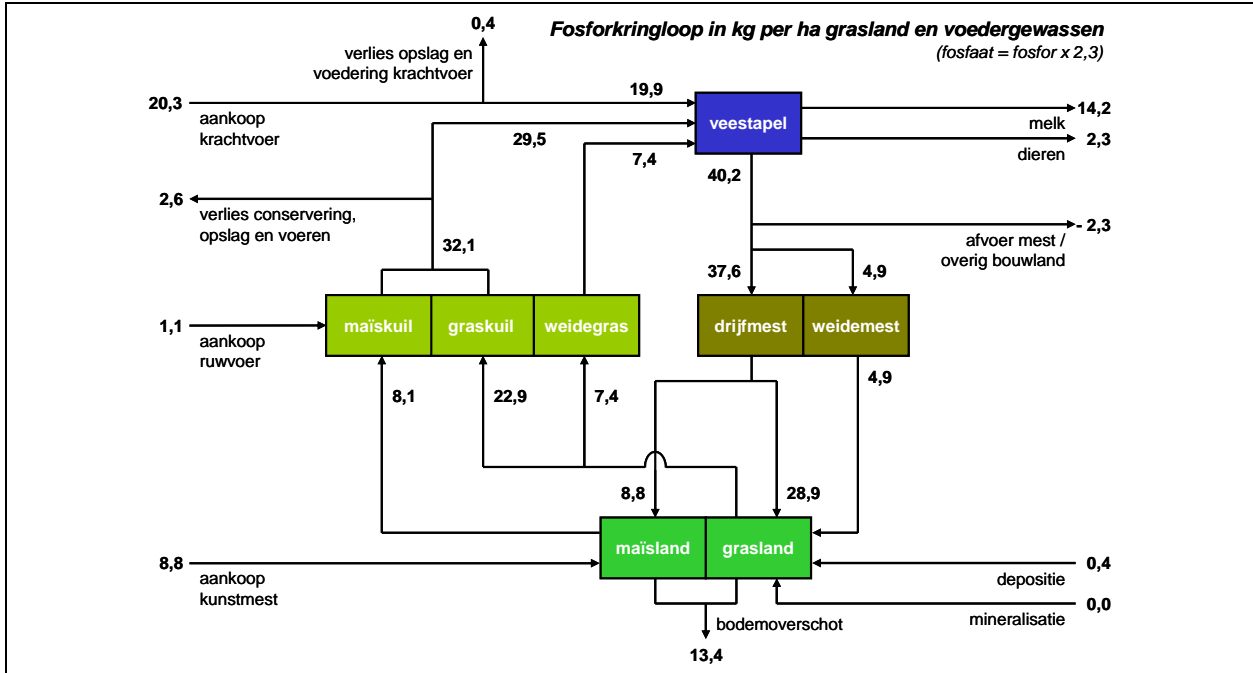 0,4
Fosforkringloop in kg per ha grasland en voedergewassen
(fosfaat = fosfor x 2,3)
verlies opslag en
voedering krachtvoer
20,3
aankoop
krachtvoer
19,9
veestapel
14,2
melk
2,3
dieren
29,5
7,4
40,2
2,6
verlies conservering,
opslag en voeren
- 2,3
afvoer mest /
overig bouwland
32,1
37,6
4,9
1,1
aankoop
ruwvoer
maïskuil
graskuil
weidegras
drijfmest
weidemest
8,1
22,9
7,4
4,9
8,8
28,9
maïsland
grasland
8,8
aankoop
kunstmest
0,4
depositie
0,0
mineralisatie
bodemoverschot
13,4